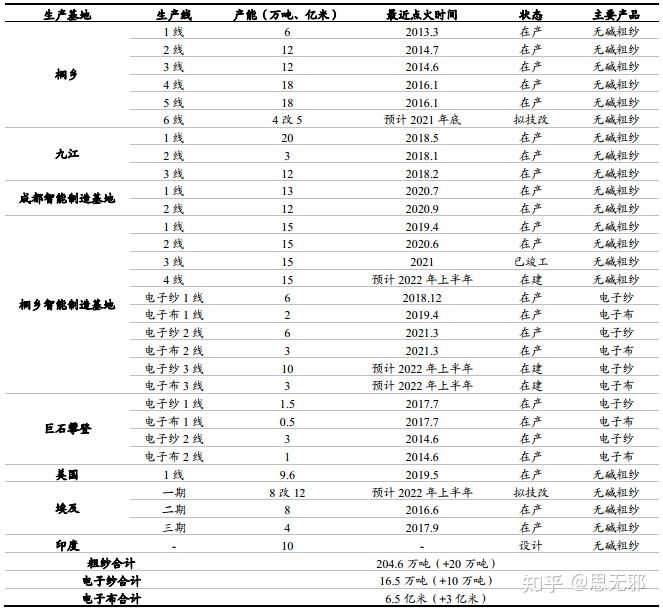 生产基地 生产线 产能（万吨、亿米） 最近点火时间 状态 主要产品
桐乡 1 线 6 2013.3 在产 无碱粗纱
2 线 12 2014.7 在产 无碱粗纱
3 线 12 2014.6 在产 无碱粗纱
4 线 18 2016.1 在产 无碱粗纱
5 线 18 2016.1 在产 无碱粗纱
6 线 4 改 5 预计 2021 年底 拟技改 无碱粗纱
九江 1 线 20 2018.5 在产 无碱粗纱
2 线 3 2018.1 在产 无碱粗纱
3 线 12 2018.2 在产 无碱粗纱
成都智能制造基地 1 线 13 2020.7 在产 无碱粗纱
2 线 12 2020.9 在产 无碱粗纱
桐乡智能制造基地 1 线 15 2019.4 在产 无碱粗纱
2 线 15 2020.6 在产 无碱粗纱
3 线 15 2021 已竣工 无碱粗纱
4 线 15 预计 2022 年上半年 在建 无碱粗纱
电子纱 1 线 6 2018.12 在产 电子纱
电子布 1 线 2 2019.4 在产 电子布
电子纱 2 线 6 2021.3 在产 电子纱
电子布 2 线 3 2021.3 在产 电子布
电子纱 3 线 10 预计 2022 年上半年 在建 电子纱
电子布 3 线 3 预计 2022 年上半年 在建 电子布
巨石攀登 电子纱 1 线 1.5 2017.7 在产 电子纱
电子布 1 线 0.5 2017.7 在产 电子布
电子纱 2 线 3 2014.6 在产 电子纱
电子布 2 线 1 2014.6 在产 电子布
美国 1 线 9.6 2019.5 在产 无碱粗纱
埃及 一期 8 改 12 预计 2022 年上半年 拟技改 无碱粗纱
二期 8 2016.6 在产 无碱粗纱
三期 4 2017.9 在产 无碱粗纱
印度 - 10 - 设计 无碱粗纱
粗纱合计 204.6 万吨（+20 万吨）
电子纱合计 16.5 万吨（+10 万吨）
电子布合计 6.5 亿米（+3 亿米）
知乎 @思无邪